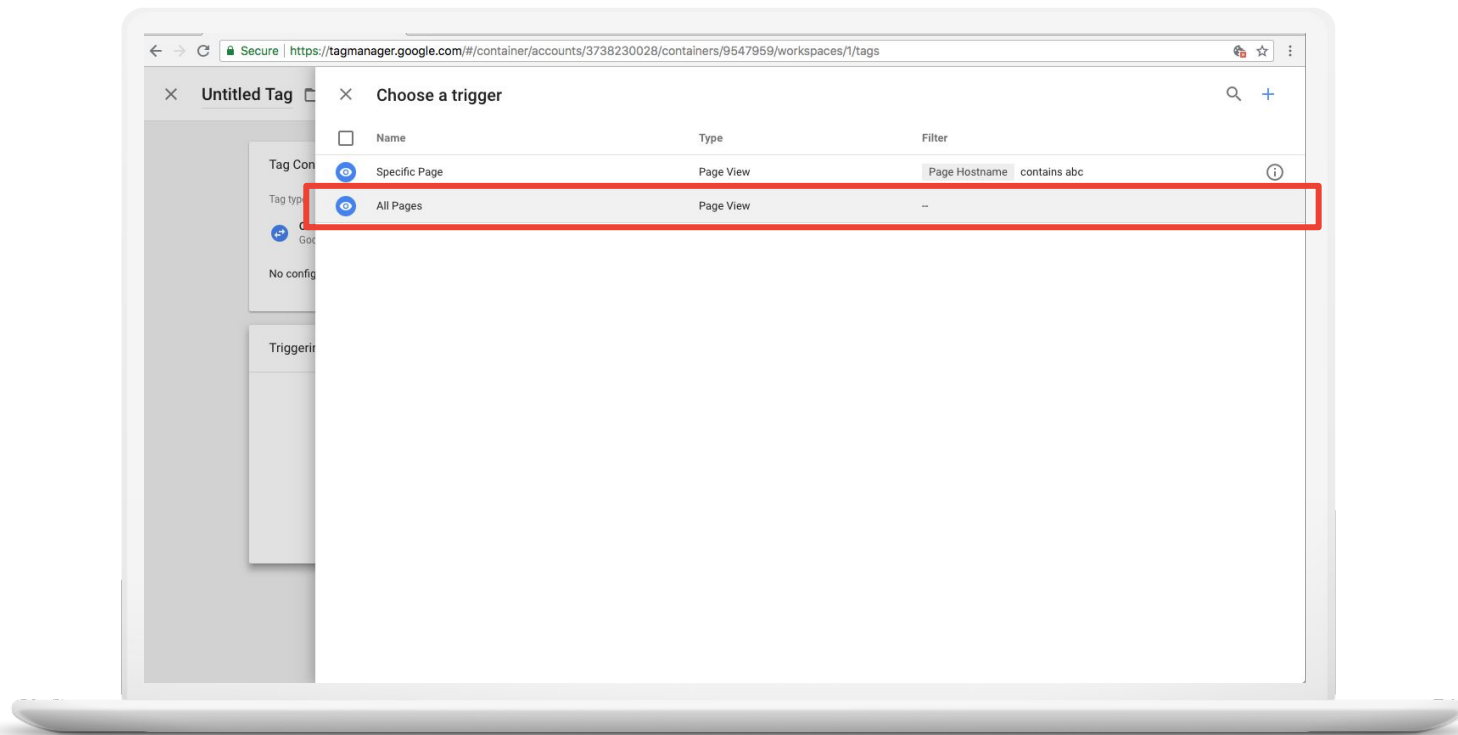 Secure | https://tagmanager.google.com/#/container/accounts/3738230028/containers/9547959/workspaces/1/tags
Untitled Tag
Choose a trigger
Name Type Filter
Tag Con
Specific Page Page View Page Hostname contains abc
Tag type
All Pages Page View --
Goo
No config
Triggerin